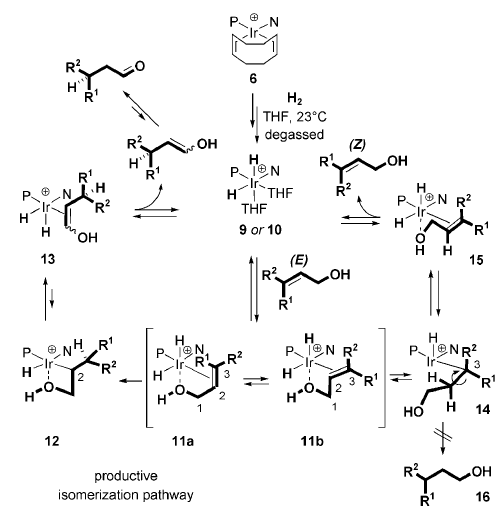 P ⊕ N
Ir
6
H₂
THF, 23°C
degassed
R² O
H R¹
R² OH
H R¹
H
P ⊕ N
Ir
H THF
THF
9 or 10
(Z)
R³ OH
R²
P ⊕ N R¹ H
Ir R²
H H
OH
13
H
P ⊕ N
Ir R²
H R¹
O H
H
15
(E)
R² OH
R¹
P ⊕ N H R¹
Ir R²
H 2
H O
12
H
P ⊕ N
Ir R¹ R²
H 3
H O 2
1
11a
H
P ⊕ N
Ir R²
H 2 3 R¹
H O
1
11b
P ⊕ N R²
Ir 3
H H R¹
HO H
14
productive
isomerization pathway
R² OH
R¹
16